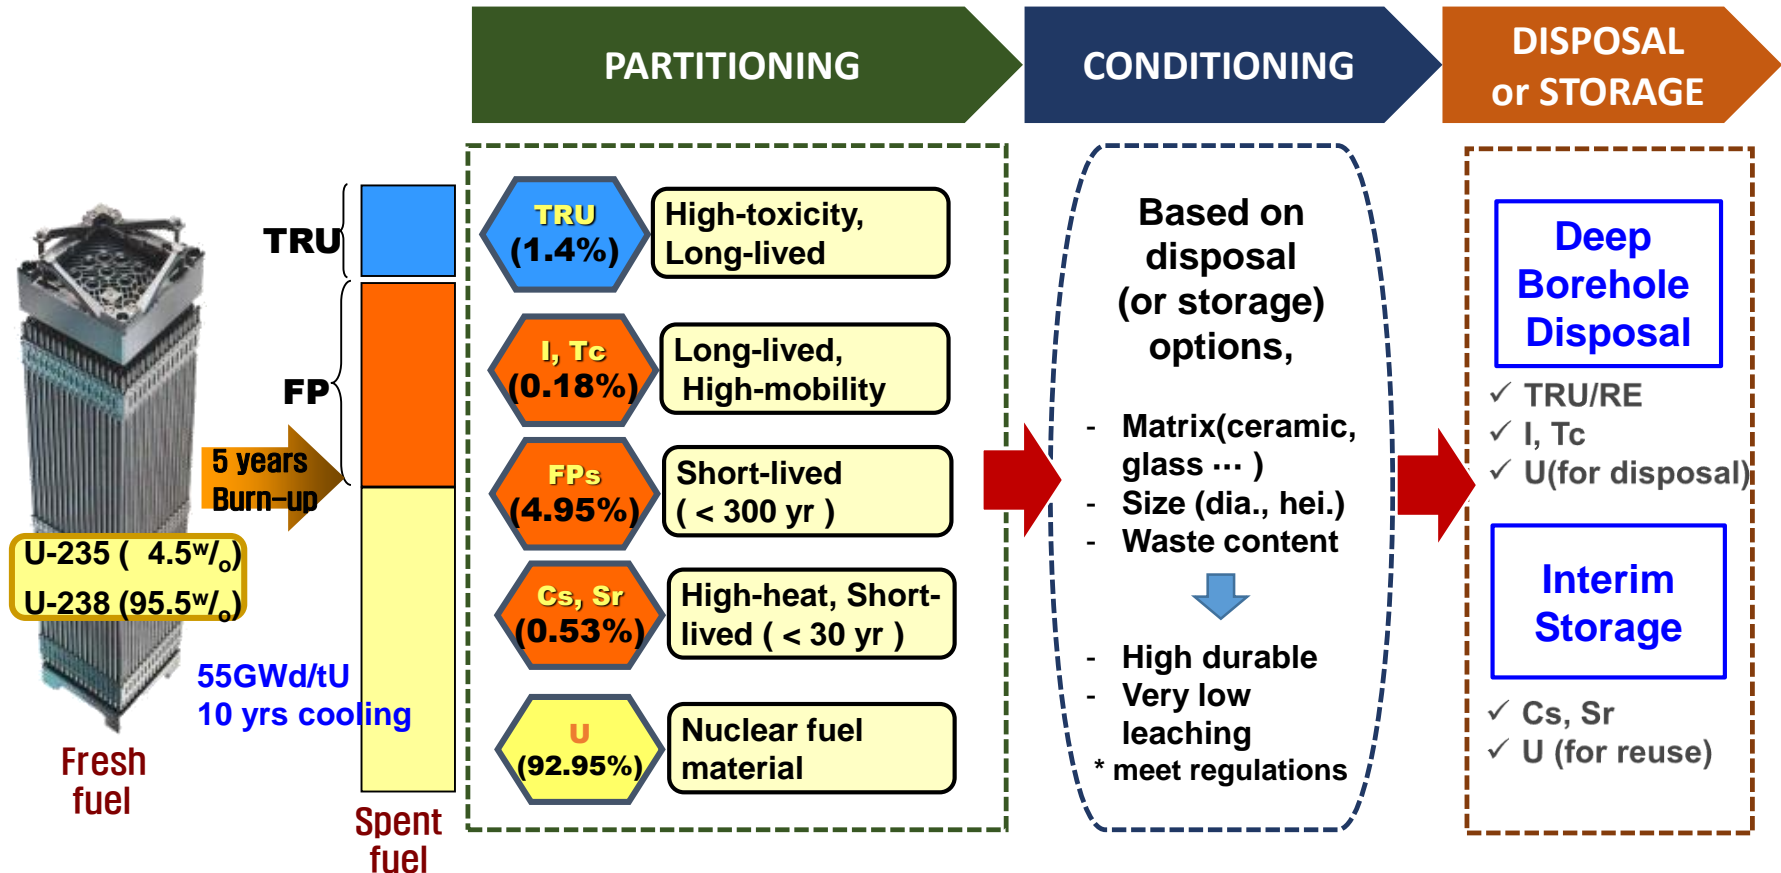 PARTITIONING
CONDITIONING
DISPOSAL
or STORAGE
TRU
FP
5 years
Burn-up
U-235 ( 4.5w/o)
U-238 (95.5w/o)
55GWd/tU
10 yrs cooling
Fresh
fuel
Spent
fuel
TRU
(1.4%)
High-toxicity,
Long-lived
I, Tc
(0.18%)
Long-lived,
High-mobility
FPs
(4.95%)
Short-lived
( < 300 yr )
Cs, Sr
(0.53%)
High-heat, Short-
lived ( < 30 yr )
U
(92.95%)
Nuclear fuel
material
Based on
disposal
(or storage)
options,
- Matrix(ceramic,
glass ··· )
- Size (dia., hei.)
- Waste content
- High durable
- Very low
leaching
* meet regulations
Deep
Borehole
Disposal
✓ TRU/RE
✓ I, Tc
✓ U(for disposal)
Interim
Storage
✓ Cs, Sr
✓ U (for reuse)